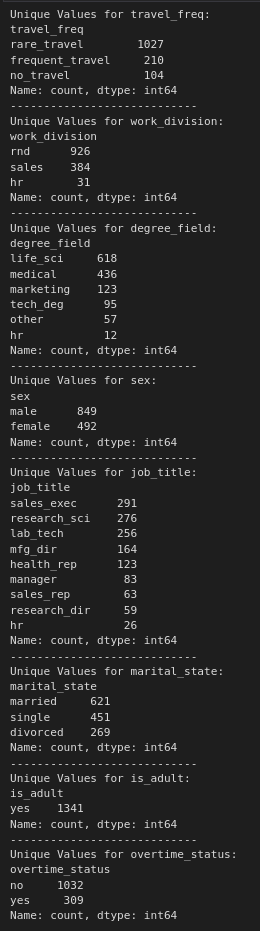 Unique Values for travel_freq:
travel_freq
rare_travel        1027
frequent_travel     210
no_travel           104
Name: count, dtype: int64
----------------------------
Unique Values for work_division:
work_division
rnd      926
sales    384
hr        31
Name: count, dtype: int64
----------------------------
Unique Values for degree_field:
degree_field
life_sci     618
medical      436
marketing    123
tech_deg      95
other         57
hr            12
Name: count, dtype: int64
----------------------------
Unique Values for sex:
sex
male      849
female    492
Name: count, dtype: int64
----------------------------
Unique Values for job_title:
job_title
sales_exec      291
research_sci    276
lab_tech        256
mfg_dir         164
health_rep      123
manager          83
sales_rep        63
research_dir     59
hr               26
Name: count, dtype: int64
----------------------------
Unique Values for marital_state:
marital_state
married     621
single      451
divorced    269
Name: count, dtype: int64
----------------------------
Unique Values for is_adult:
is_adult
yes    1341
Name: count, dtype: int64
----------------------------
Unique Values for overtime_status:
overtime_status
no     1032
yes     309
Name: count, dtype: int64